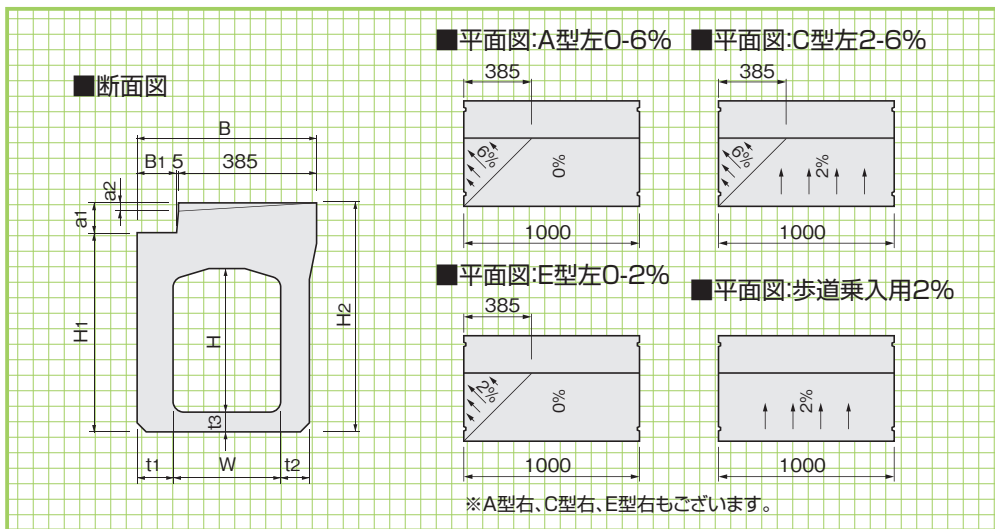 ■断面図
B
B1 5 385
a2
a1
H1
H
H2
t3
t1 W t2
■平面図:A型左0-6%
385
6%
0%
1000
■平面図:C型左2-6%
385
6%
2%
1000
■平面図:E型左0-2%
385
2%
0%
1000
■平面図:歩道乗入用2%
2%
1000
※A型右、C型右、E型右もございます。